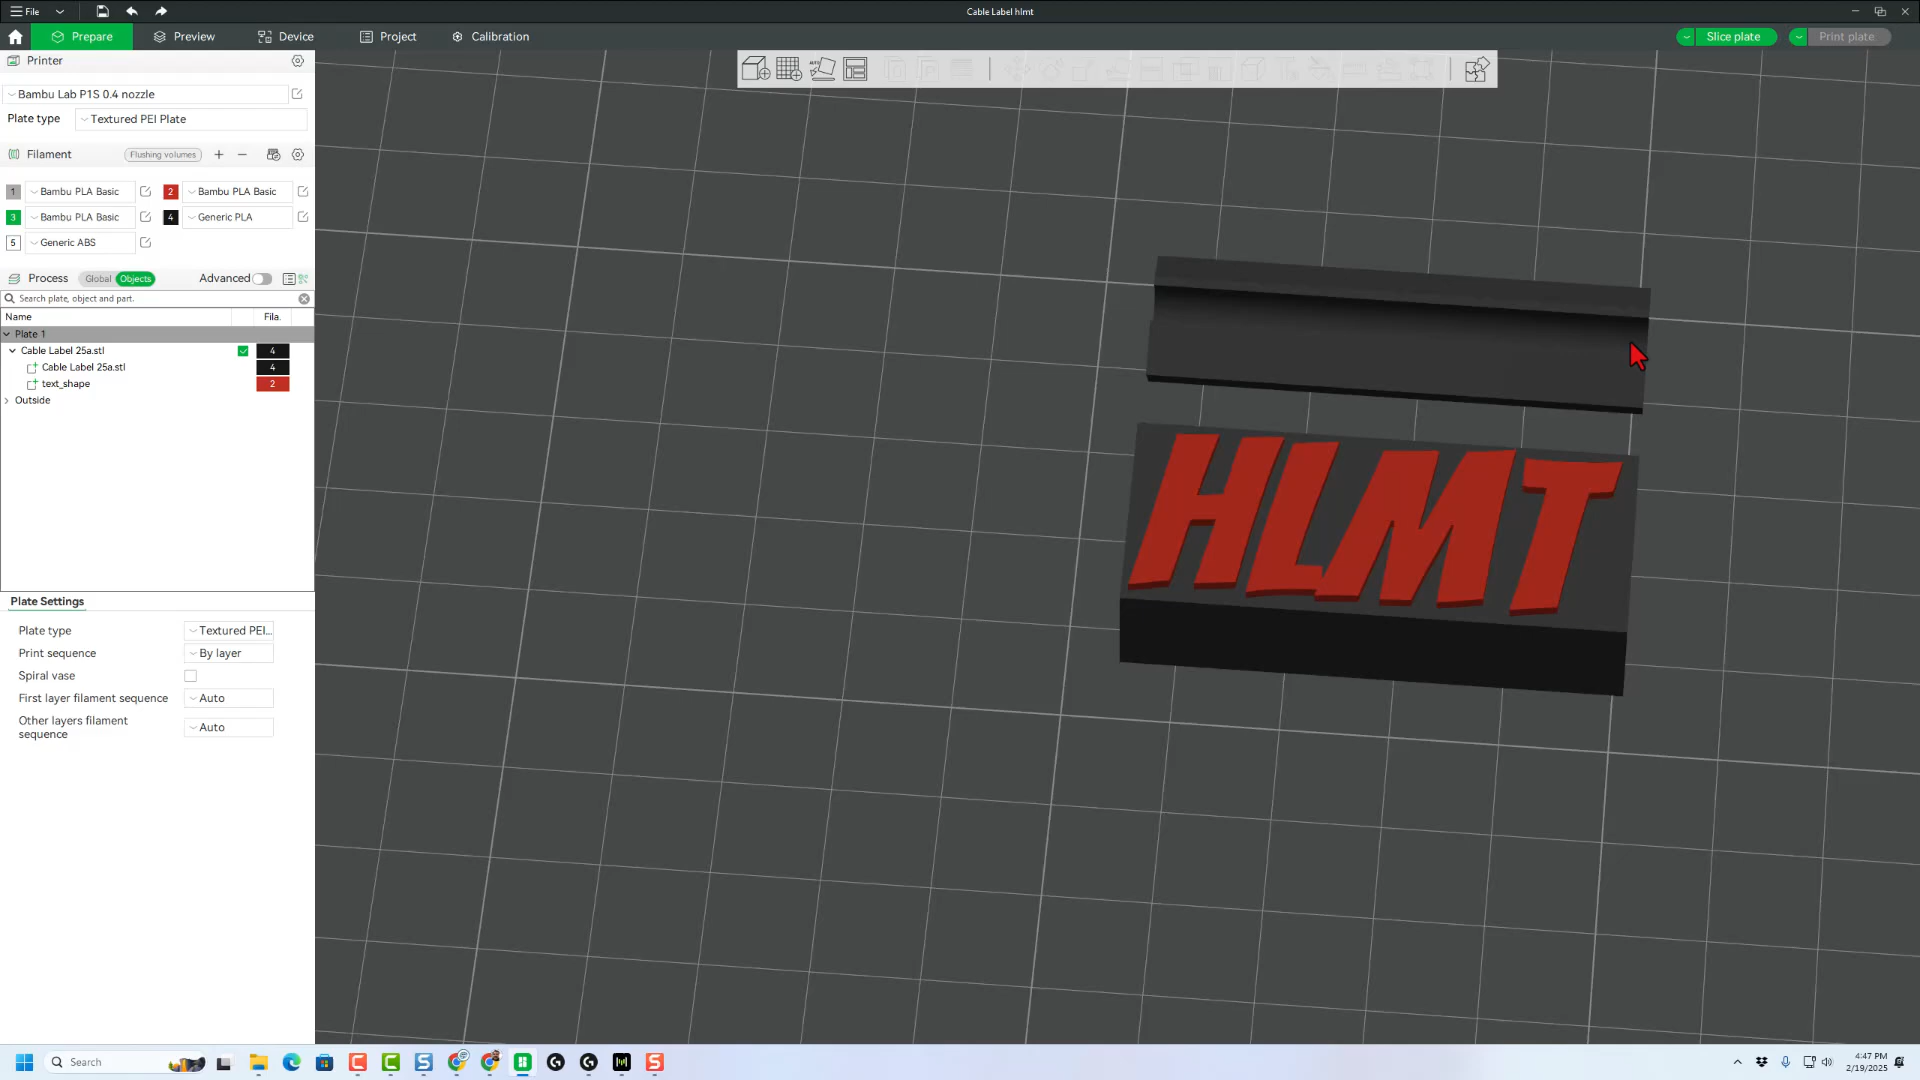 File
Cable Label hlmt
Prepare
Preview
Device
Project
Calibration
Slice plate
Print plate
Printer
Bambu Lab P1S 0.4 nozzle
Plate type
Textured PEI Plate
Filament
Flushing volumes
1 Bambu PLA Basic
2 Bambu PLA Basic
3 Bambu PLA Basic
4 Generic PLA
5 Generic ABS
Process
Global
Objects
Advanced
Search plate, object and part.
Name
Fila.
Plate 1
Cable Label 25a.stl 4
Cable Label 25a.stl 4
text_shape 2
Outside
HLMT
Plate Settings
Plate type
Textured PEI...
Print sequence
By layer
Spiral vase
First layer filament sequence
Auto
Other layers filament
sequence
Auto
Search
4:47 PM
2/19/2025